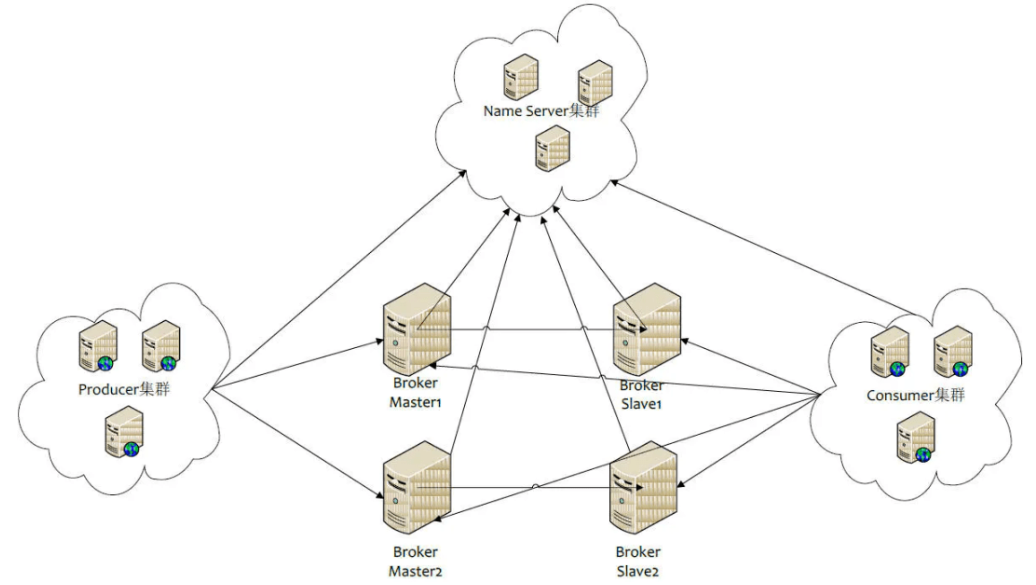 Name Server集群
Producer集群
Broker
Master1
Broker
Slave1
Consumer集群
Broker
Master2
Broker
Slave2